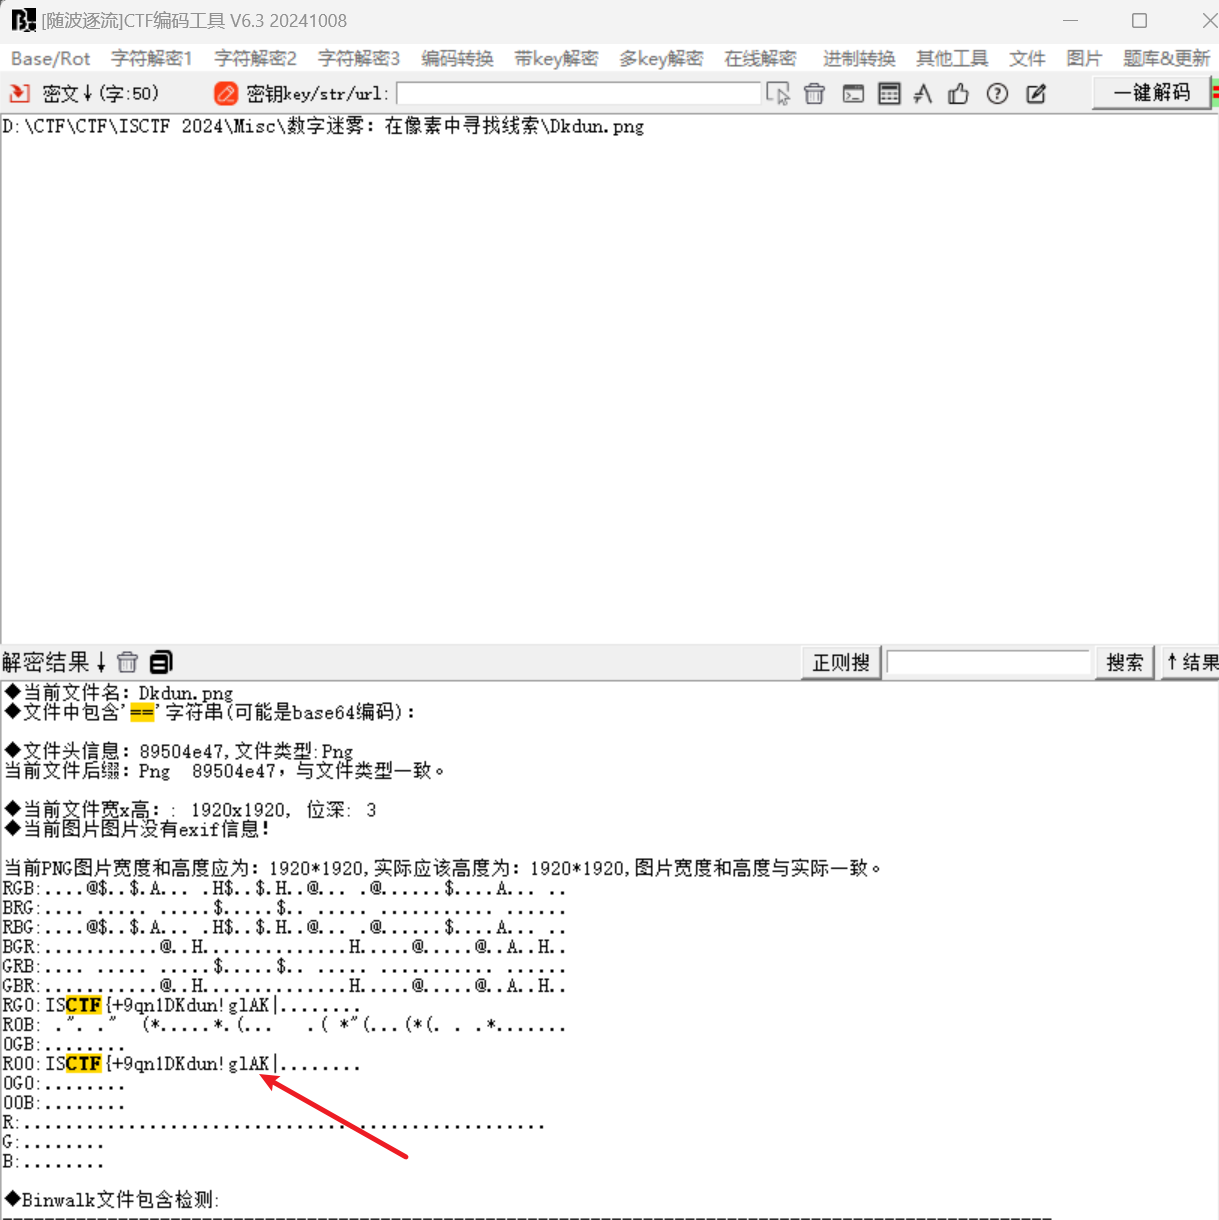 [随波逐流]CTF编码工具 V6.3 20241008
Base/Rot 字符解密1 字符解密2 字符解密3 编码转换 带key解密 多key解密 在线解密 进制转换 其他工具 文件 图片 题库&更新
密文↓(字:50) 密钥key/str/url: 一键解码
D:\CTF\CTF\ISCTF 2024\Misc\数字迷雾：在像素中寻找线索\Dkdun.png
解密结果↓ 正则搜 搜索 ↑结果
◆当前文件名：Dkdun.png
◆文件中包含'=='字符串(可能是base64编码)：
◆文件头信息：89504e47,文件类型:Png
当前文件后缀：Png 89504e47，与文件类型一致。
◆当前文件宽x高：: 1920x1920, 位深: 3
◆当前图片图片没有exif信息!
当前PNG图片宽度和高度应为：1920*1920,实际应该高度为：1920*1920,图片宽度和高度与实际一致。
RGB:....@$..$.A... .H$..$.H..@... .@......$....A... ..
BRG:.... ..... .....$.....$.. ..... ............ ......
RBG:....@$..$.A... .H$..$.H..@... .@......$....A... ..
BGR:...........@..H..............H.....@.....@..A..H..
GRB:.... ..... .....$.....$.. ..... ............ ......
GBR:...........@..H..............H.....@.....@..A..H..
RG0:ISCTF{+9qn1DKdun!glAK|........
R0B: .". ." (*.....*.(... .( *"(...(*(. . .*.......
0GB:........
R00:ISCTF{+9qn1DKdun!glAK|........
0G0:........
00B:........
R:..................................................
G:........
B:........
◆Binwalk文件包含检测: